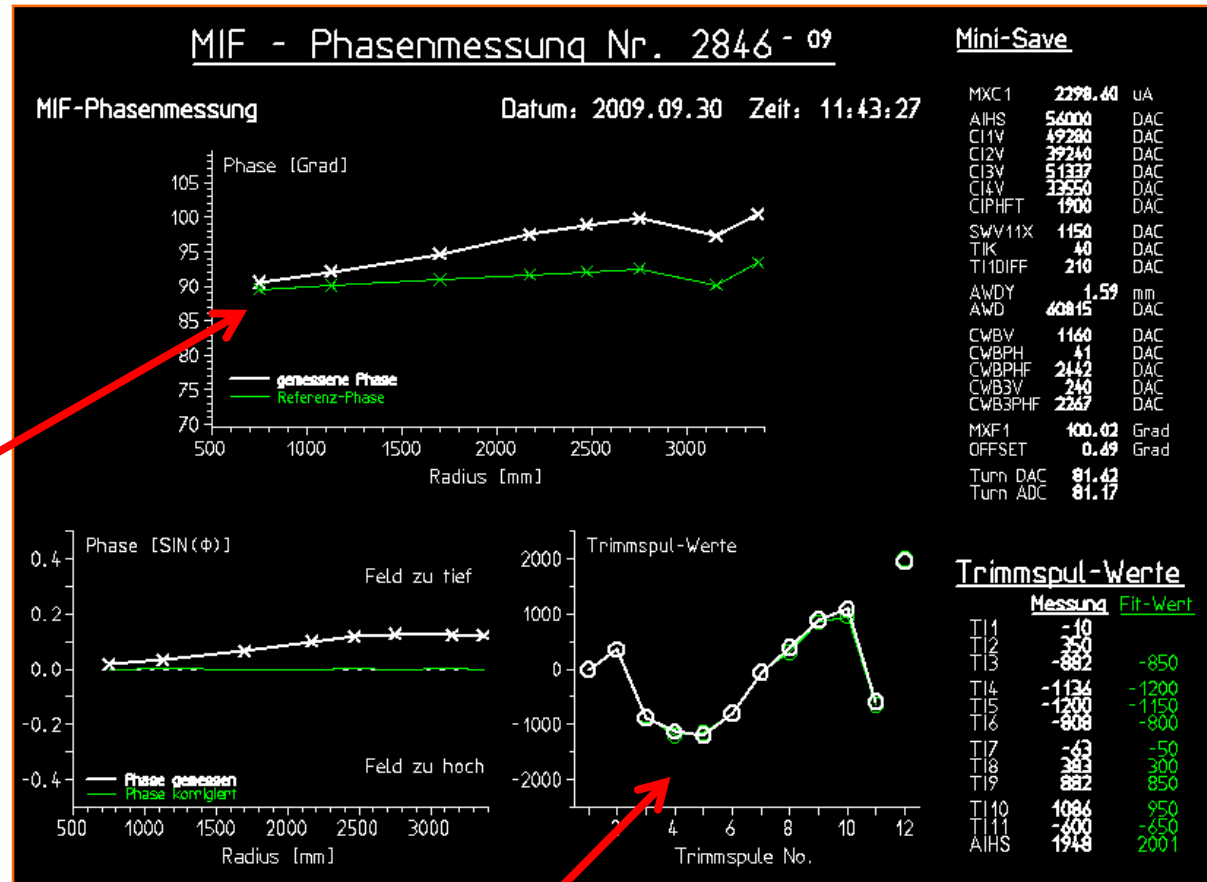 MIF - Phasenmessung Nr. 2846 - 09
MIF-Phasenmessung Datum: 2009.09.30 Zeit: 11:43:27
Phase [Grad]
105
100
95
90
85
80
75
70
gemessene Phase
Referenz-Phase
500 1000 1500 2000 2500 3000
Radius [mm]
Mini-Save
MXC1 2298.60 uA
AIHS 56000 DAC
CI1V 49280 DAC
CI2V 39240 DAC
CI3V 51337 DAC
CI4V 33550 DAC
CIPHFT 1900 DAC
SWV11X 1150 DAC
TIK 40 DAC
TI1DIFF 210 DAC
AWDY 1.59 mm
AWD 60815 DAC
CWBV 1160 DAC
CWBPH 41 DAC
CWBPHF 2442 DAC
CWB3V 240 DAC
CWB3PHF 2267 DAC
MXF1 100.02 Grad
OFFSET 0.69 Grad
Turn DAC 81.62
Turn ADC 81.17
Phase [SIN(Φ)]
0.4
0.2
0.0
-0.2
-0.4
Feld zu tief
Feld zu hoch
Phase gemessen
Phase korrigiert
500 1000 1500 2000 2500 3000
Radius [mm]
Trimmspul-Werte
2000
1000
0
-1000
-2000
2 4 6 8 10 12
Trimmspule No.
Trimmspul-Werte
Messung Fit-Wert
TI1 -10
TI2 350
TI3 -882 -850
TI4 -1136 -1200
TI5 -1200 -1150
TI6 -808 -800
TI7 -63 -50
TI8 383 300
TI9 882 850
TI10 1086 950
TI11 -600 -650
AIHS 1948 2001